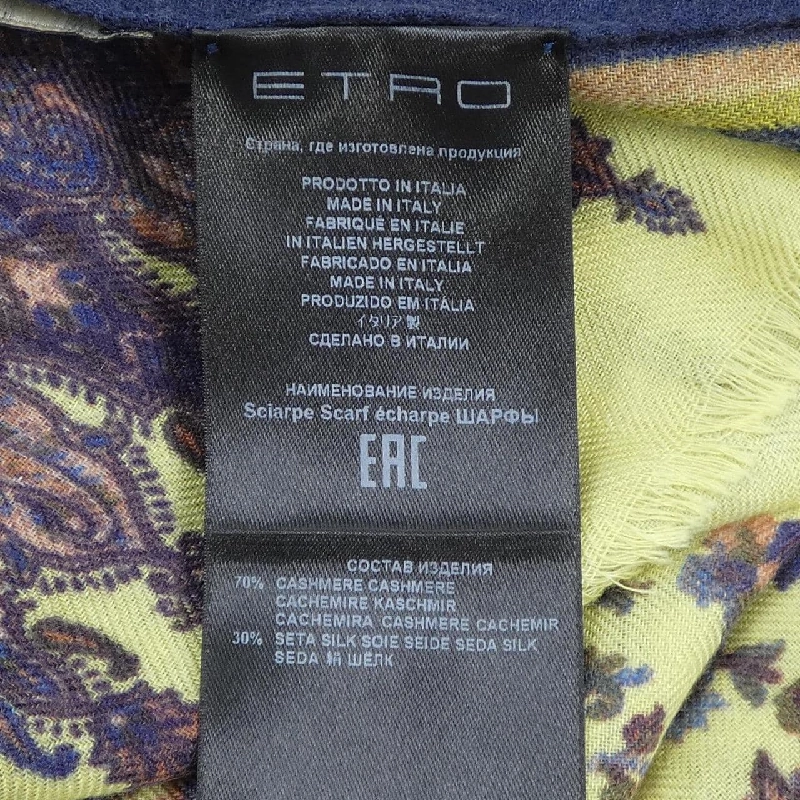 ETRO
Страна, где изготовлена продукция
PRODOTTO IN ITALIA
MADE IN ITALY
FABRIQUÉ EN ITALIE
IN ITALIEN HERGESTELLT
FABRICADO EN ITALIA
MADE IN ITALY
PRODUZIDO EM ITÁLIA
イタリア製
СДЕЛАНО В ИТАЛИИ
НАИМЕНОВАНИЕ ИЗДЕЛИЯ
Sciarpe Scarf écharpe ШАРФЫ
EAC
СОСТАВ ИЗДЕЛИЯ
70% CASHMERE CASHMERE
CACHEMIRE KASCHMIR
CACHEMIRA CASHMERE CACHEMIR
30% SETA SILK SOIE SEIDE SEDA SILK
SEDA ШЁЛК